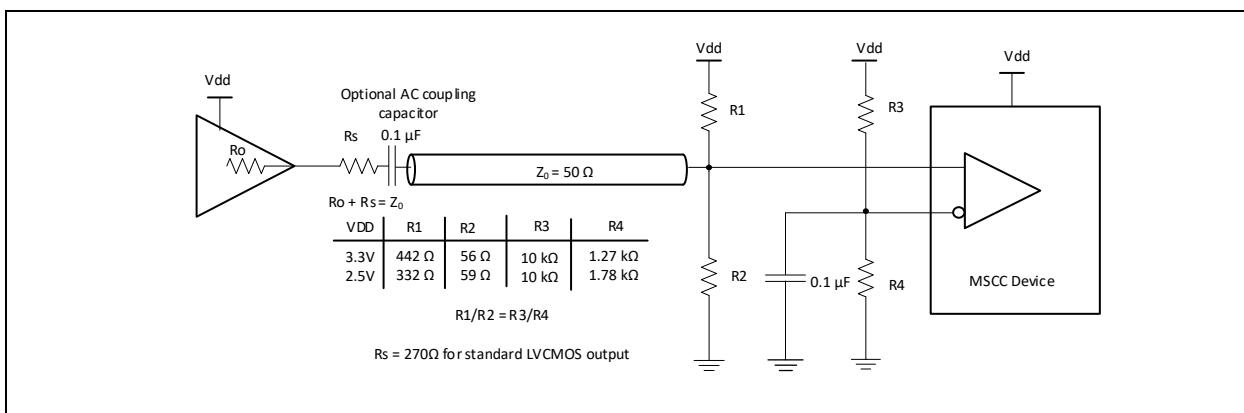 Vdd
Vdd
Vdd
Vdd
Optional AC coupling
capacitor
R1
R3
Rs
0.1 µF
Ro
Z₀ = 50 Ω
Ro + Rs = Z₀
VDD R1 R2 R3 R4
3.3V 442 Ω 56 Ω 10 kΩ 1.27 kΩ
2.5V 332 Ω 59 Ω 10 kΩ 1.78 kΩ
R2
0.1 µF
R4
MSCC Device
R1/R2 = R3/R4
Rs = 270Ω for standard LVCMOS output